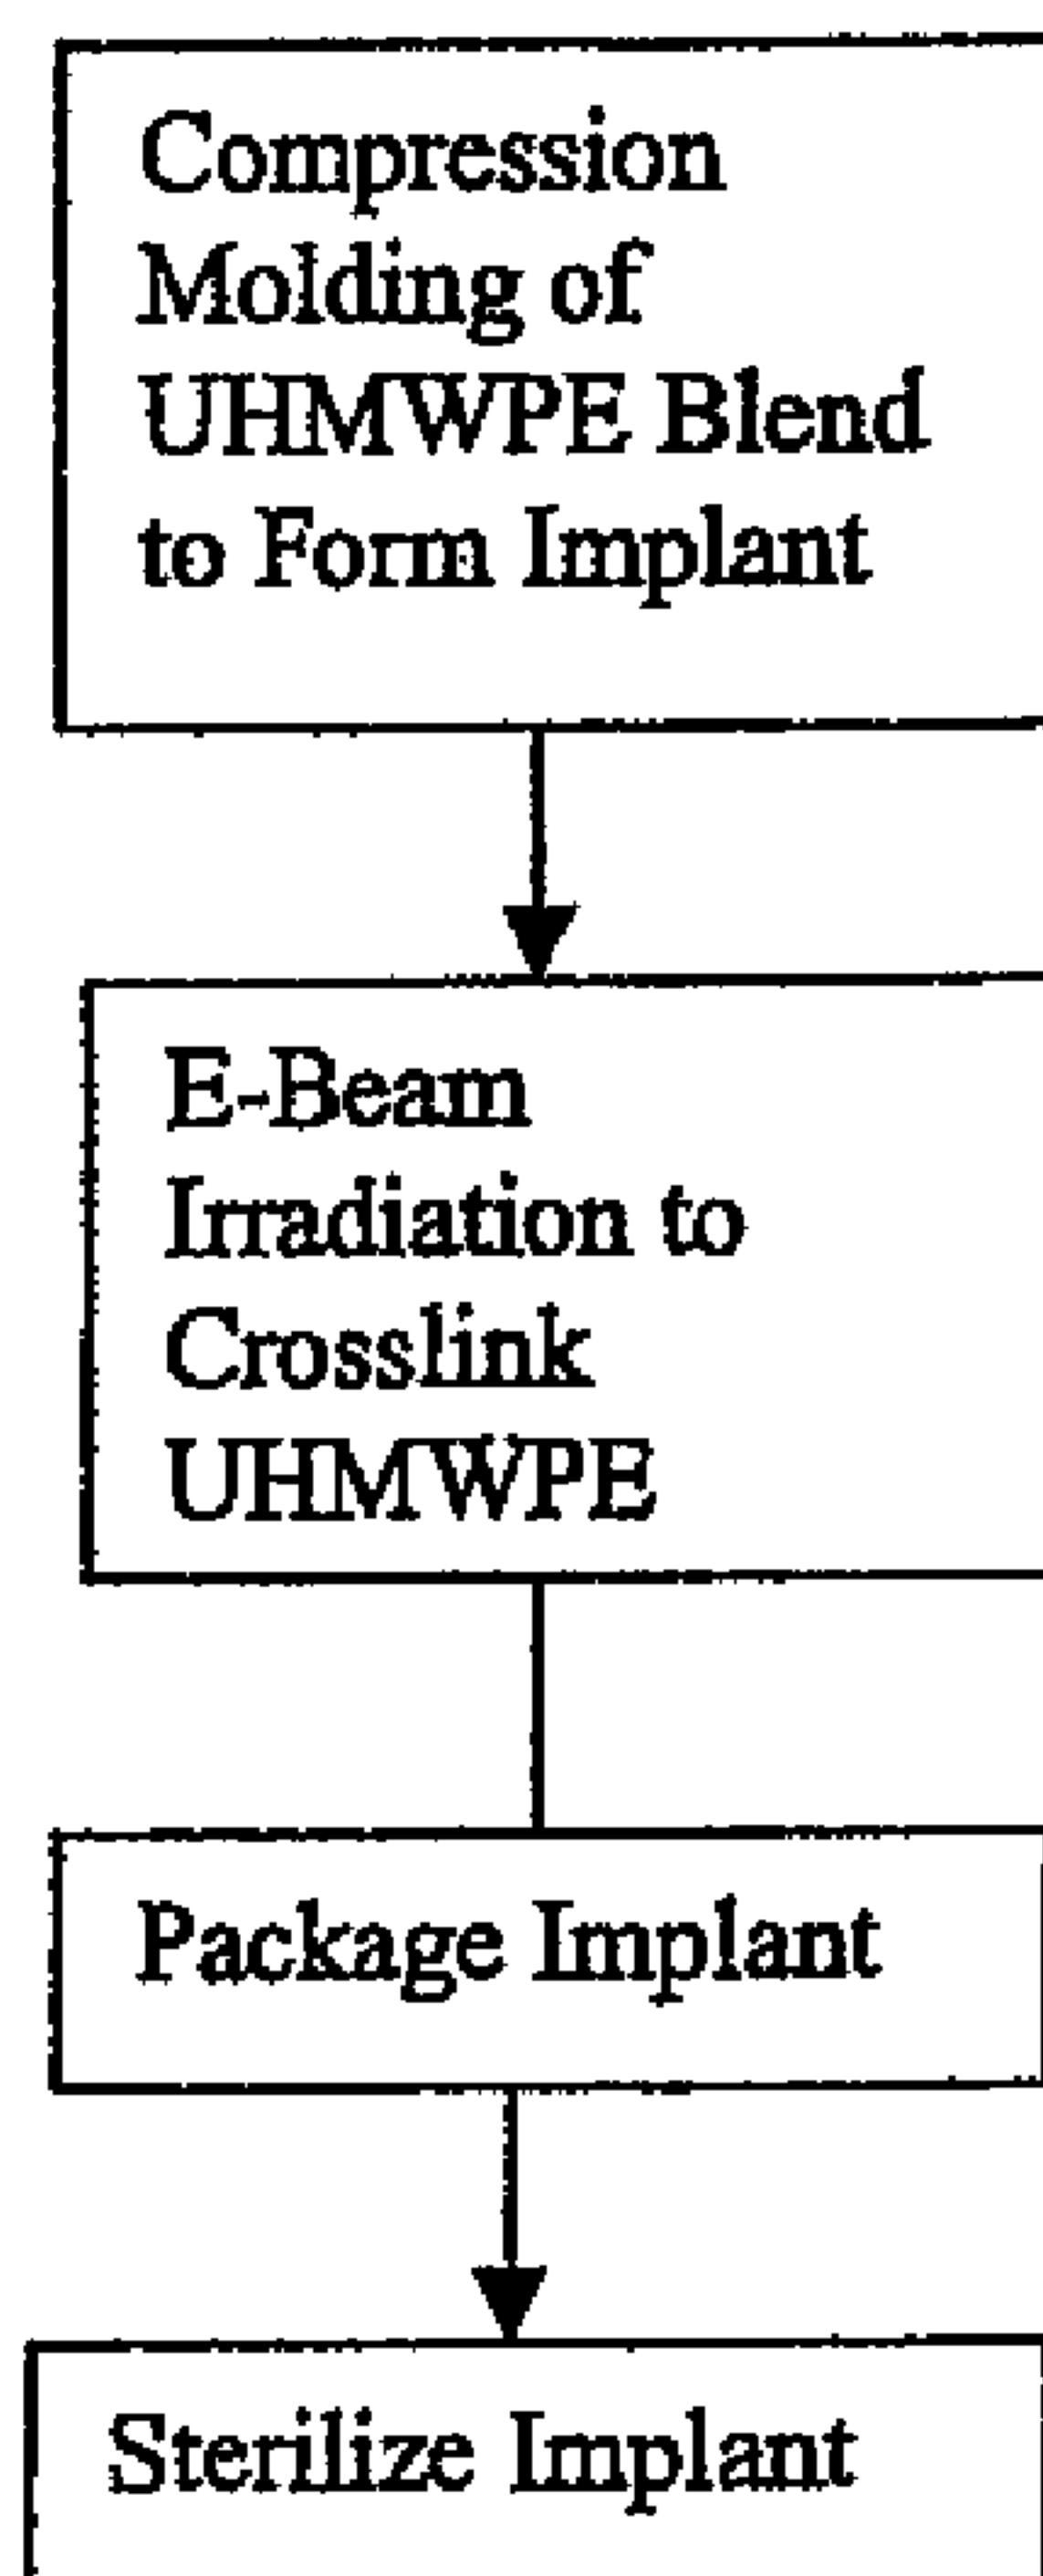 Compression
Molding of
UHMWPE Blend
to Form Implant
E-Beam
Irradiation to
Crosslink
UHMWPE
Package Implant
Sterilize Implant